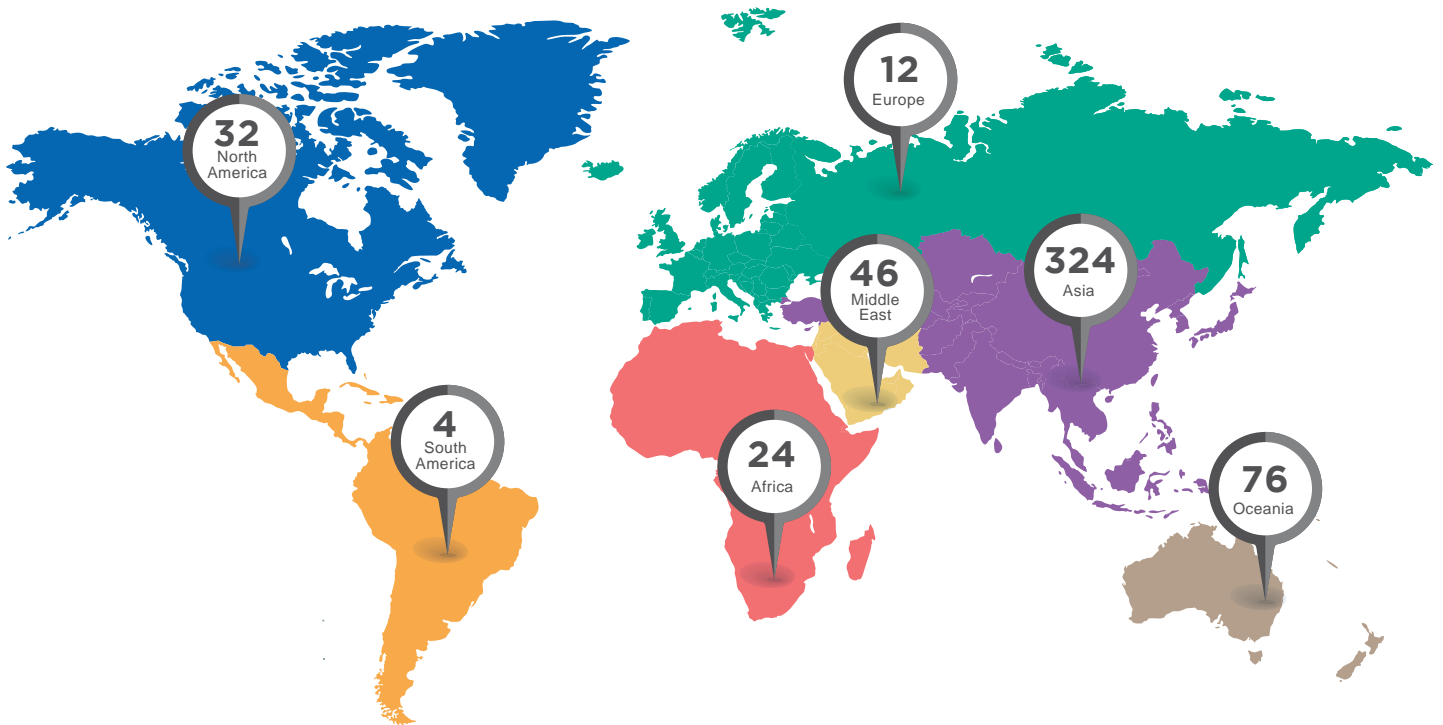 12
Europe
32
North
America
324
Asia
46
Middle
East
4
South
America
24
Africa
76
Oceania